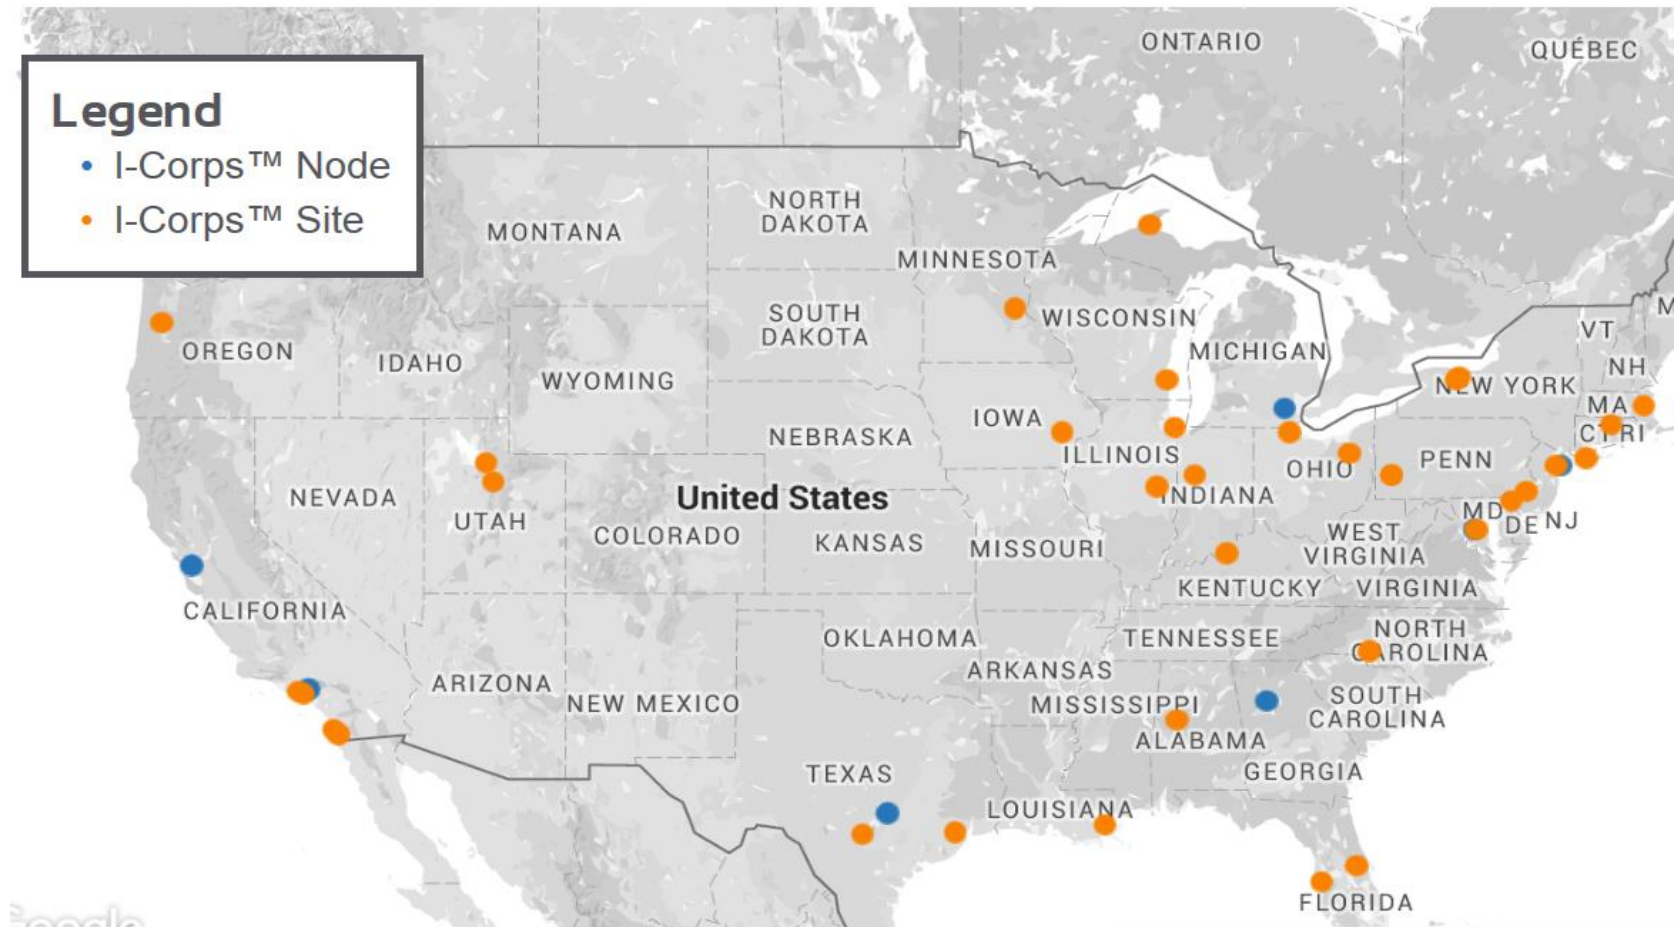 ONTARIO
QUÉBEC
Legend
I-Corps™ Node
I-Corps™ Site
NORTH
DAKOTA
MONTANA
MINNESOTA
SOUTH
DAKOTA
WISCONSIN
VT
OREGON
IDAHO
MICHIGAN
NH
WYOMING
NEW YORK
MA
IOWA
CT RI
NEBRASKA
ILLINOIS
OHIO
PENN
NEVADA
United States
INDIANA
UTAH
MD
DE
NJ
COLORADO
KANSAS
MISSOURI
WEST
VIRGINIA
KENTUCKY
VIRGINIA
CALIFORNIA
OKLAHOMA
TENNESSEE
NORTH
CAROLINA
ARKANSAS
ARIZONA
NEW MEXICO
MISSISSIPPI
SOUTH
CAROLINA
ALABAMA
TEXAS
GEORGIA
LOUISIANA
FLORIDA
Google